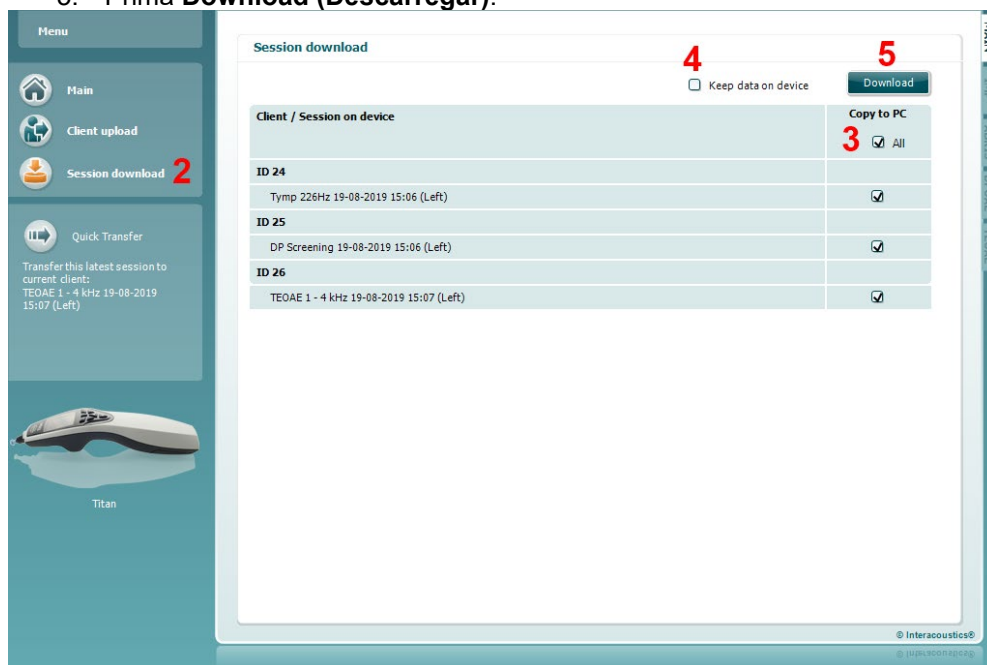 Prima Download (Descarregar).
Menu
Main
Client upload
Session download 2
Quick Transfer
Transfer this latest session to
current client:
TEOAE 1 - 4 kHz 19-08-2019
15:07 (Left)
Titan
Session download
4
5
Keep data on device
Download
Client / Session on device
Copy to PC
3 All
ID 24
Tymp 226Hz 19-08-2019 15:06 (Left)
ID 25
DP Screening 19-08-2019 15:06 (Left)
ID 26
TEOAE 1 - 4 kHz 19-08-2019 15:07 (Left)
© Interacoustics®